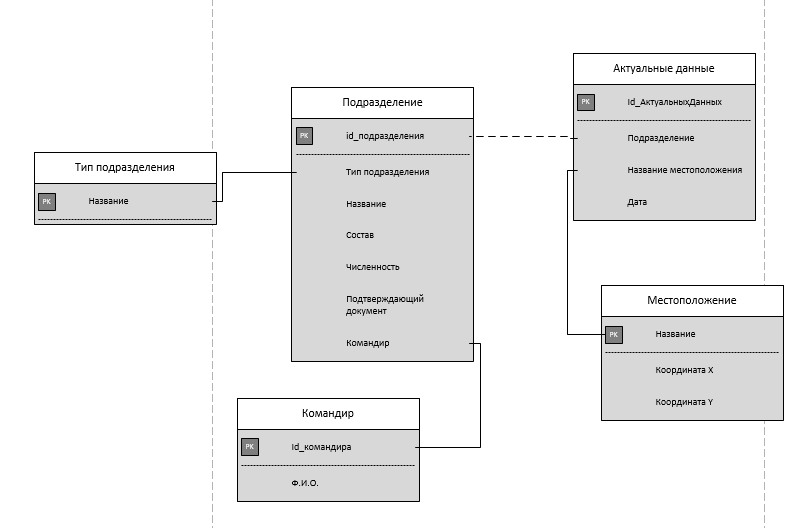 Тип подразделения
PK
Название
Подразделение
PK
id_подразделения
Тип подразделения
Название
Состав
Численность
Подтверждающий
документ
Командир
Командир
PK
Id_командира
Ф.И.О.
Актуальные данные
PK
Id_АктуальныхДанных
Подразделение
Название местоположения
Дата
Местоположение
PK
Название
Координата X
Координата Y